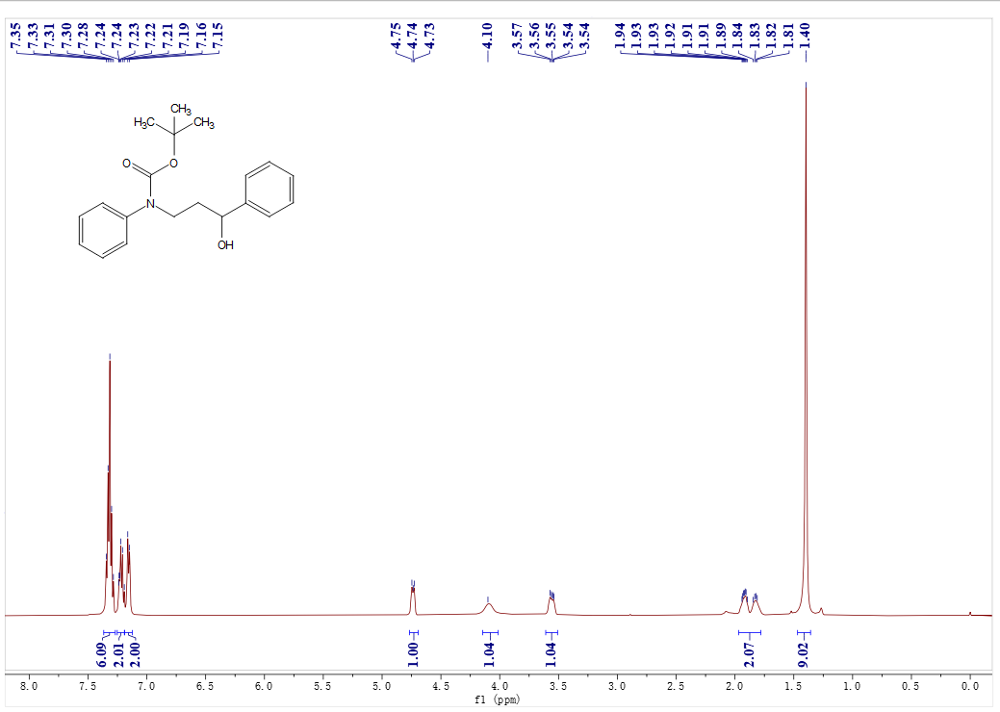 7.35 7.33 7.31 7.30 7.28 7.24 7.24 7.23 7.22 7.21 7.19 7.16 7.15 4.75 4.74 4.73 4.10 3.57 3.56 3.55 3.54 3.54 1.94 1.93 1.93 1.92 1.91 1.91 1.89 1.84 1.83 1.82 1.81 1.40
CH3
H3C CH3
O O
N
OH
6.09 2.01 2.00 1.00 1.04 1.04 2.07 9.02
8.0 7.5 7.0 6.5 6.0 5.5 5.0 4.5 4.0 3.5 3.0 2.5 2.0 1.5 1.0 0.5 0.0
f1 (ppm)